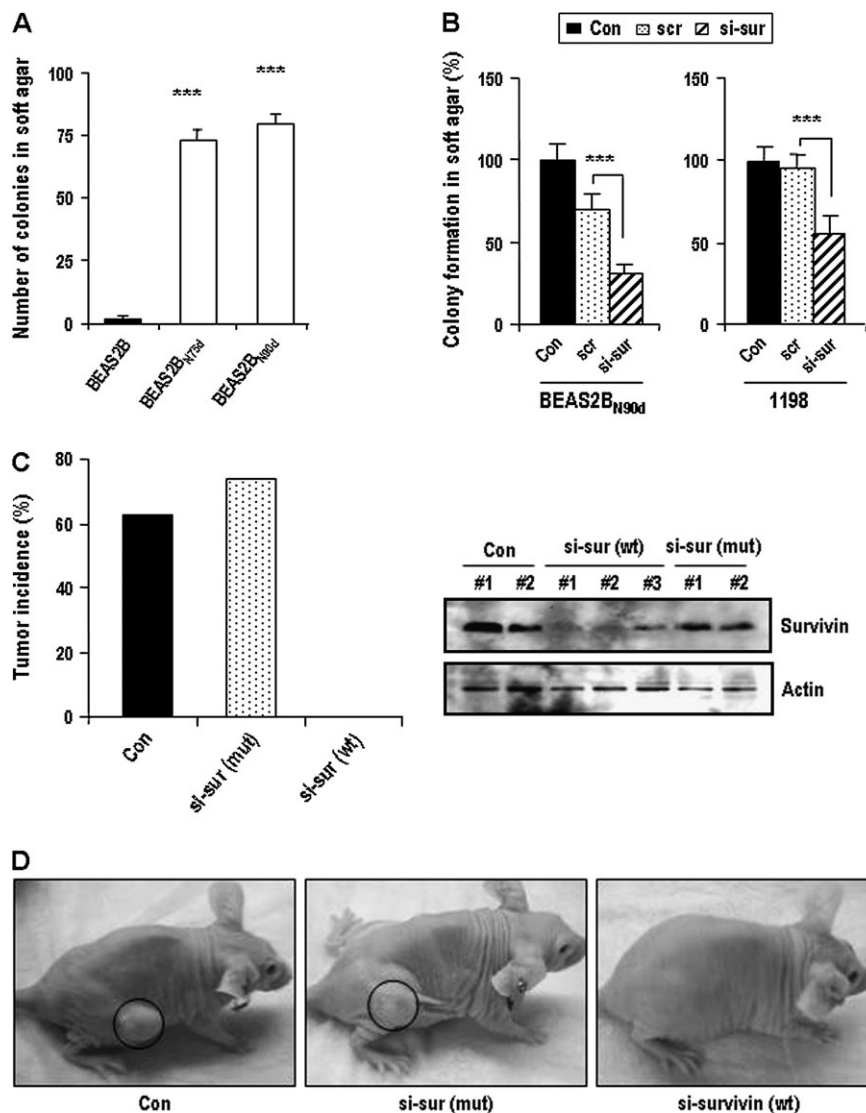 A
Number of colonies in soft agar
100
75
50
25
0
***
***
BEAS2B
BEAS2B N75d
BEAS2B N90d
B
Con scr si-sur
Colony formation in soft agar (%)
150
100
50
0
***
Con scr si-sur
BEAS2B N90d
150
100
50
0
***
Con scr si-sur
1198
C
Tumor incidence (%)
80
60
40
20
0
Con
si-sur (mut)
si-sur (wt)
Con si-sur (wt) si-sur (mut)
#1 #2 #1 #2 #3 #1 #2
Survivin
Actin
D
Con
si-sur (mut)
si-survivin (wt)